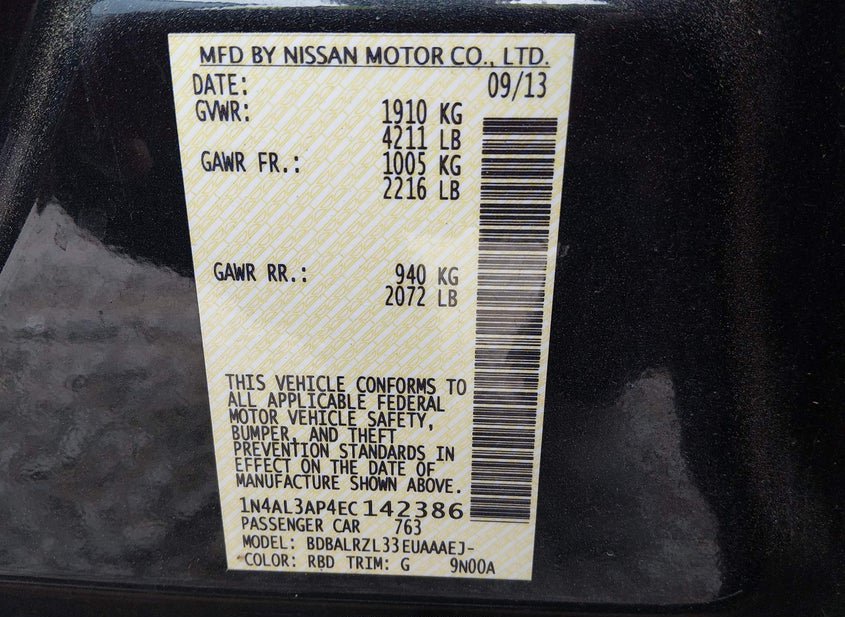 MFD BY NISSAN MOTOR CO., LTD.
DATE: 09/13
GVWR: 1910 KG
4211 LB
GAWR FR.: 1005 KG
2216 LB
GAWR RR.: 940 KG
2072 LB
THIS VEHICLE CONFORMS TO
ALL APPLICABLE FEDERAL
MOTOR VEHICLE SAFETY,
BUMPER, AND THEFT
PREVENTION STANDARDS IN
EFFECT ON THE DATE OF
MANUFACTURE SHOWN ABOVE.
1N4AL3AP4EC142386
PASSENGER CAR 763
MODEL: BDBALRZL33EUAAAEJ-
COLOR: RBD TRIM: G 9N00A